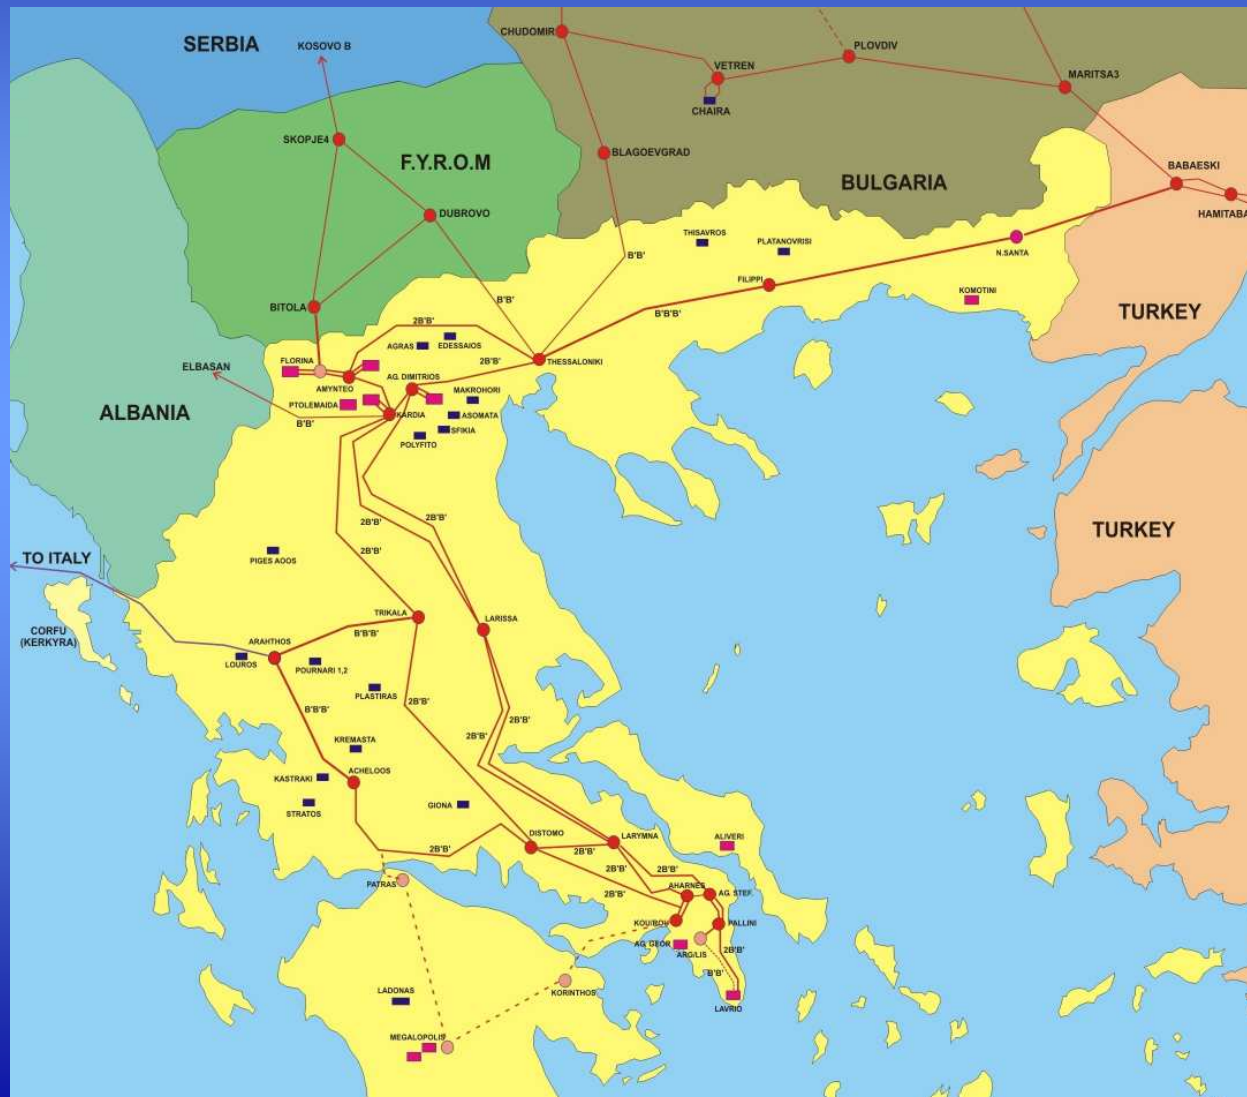 SERBIA
KOSOVO B
CHUDOMIR
PLOVDIV
VETREN
MARITSA3
CHAIRA
SKOPJE4
F.Y.R.O.M
BLAGOEVGRAD
BULGARIA
BABAESKI
HAMITABA
DUBROVO
THISAVROS
PLATANOVRISI
N.SANTA
B'B'
FILIPPI
KOMOTINI
BITOLA
B'B'
B'B'B'
TURKEY
2B'B'
EDESSAIOS
AGRAS
FLORINA
2B'B'
THESSALONIKI
ELBASAN
AG. DIMITRIOS
AMYNTEO
MAKROHORI
PTOLEMAIDA
ALBANIA
KARDIA
ASOMATA
B'B'
SFIKIA
POLYFITO
2B'B'
2B'B'
TURKEY
2B'B'
TO ITALY
PIGES AOOS
TRIKALA
LARISSA
CORFU
(KERKYRA)
B'B'B'
ARAHTHOS
LOUROS
POURNARI 1,2
PLASTIRAS
2B'B'
B'B'B'
2B'B'
2B'B'
KREMASTA
ACHELOOS
KASTRAKI
STRATOS
GIONA
DISTOMO
LARYMNA
ALIVERI
2B'B'
2B'B'
2B'B'
2B'B'
PATRAS
AHARNES
AG. STEF.
2B'B'
KOU/ROU
PALLINI
AG. GEOR
ARG/LIS
2B'B'
B'B'
LADONAS
KORINTHOS
LAVRIO
MEGALOPOLIS